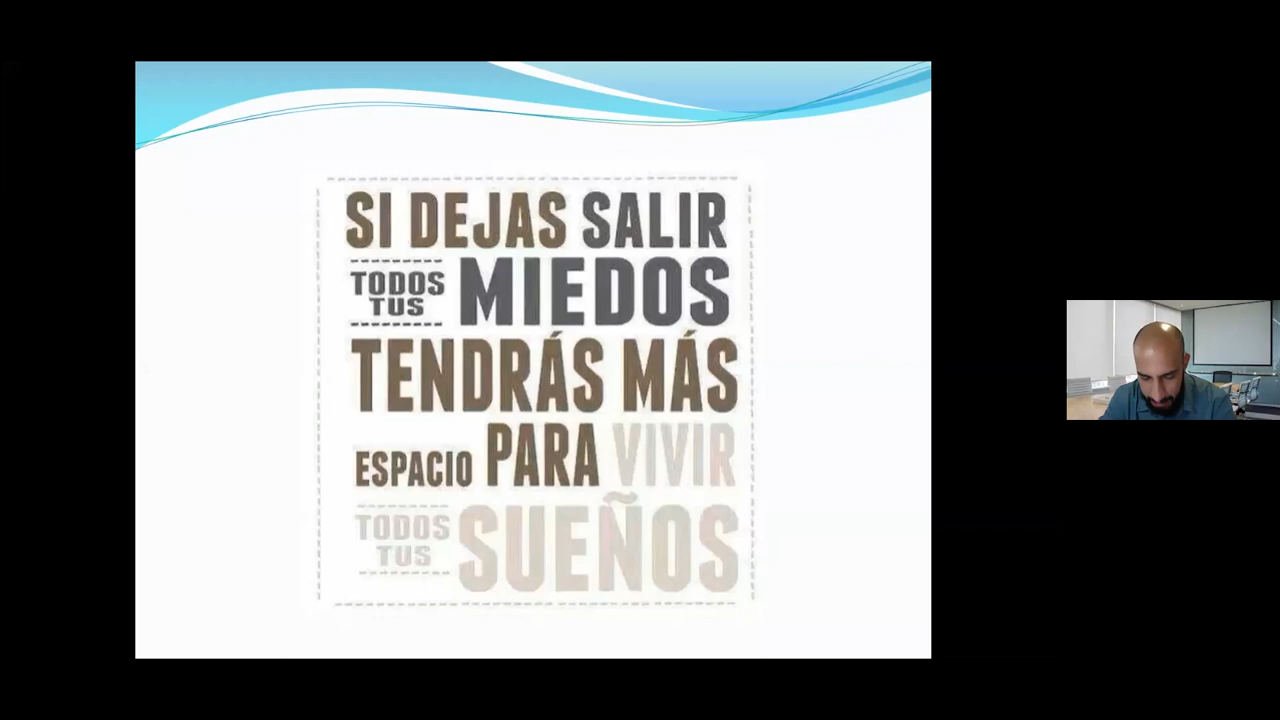 SI DEJAS SALIR
TODOS TUS MIEDOS
TENDRÁS MÁS
ESPACIO PARA VIVIR
TODOS TUS SUEÑOS